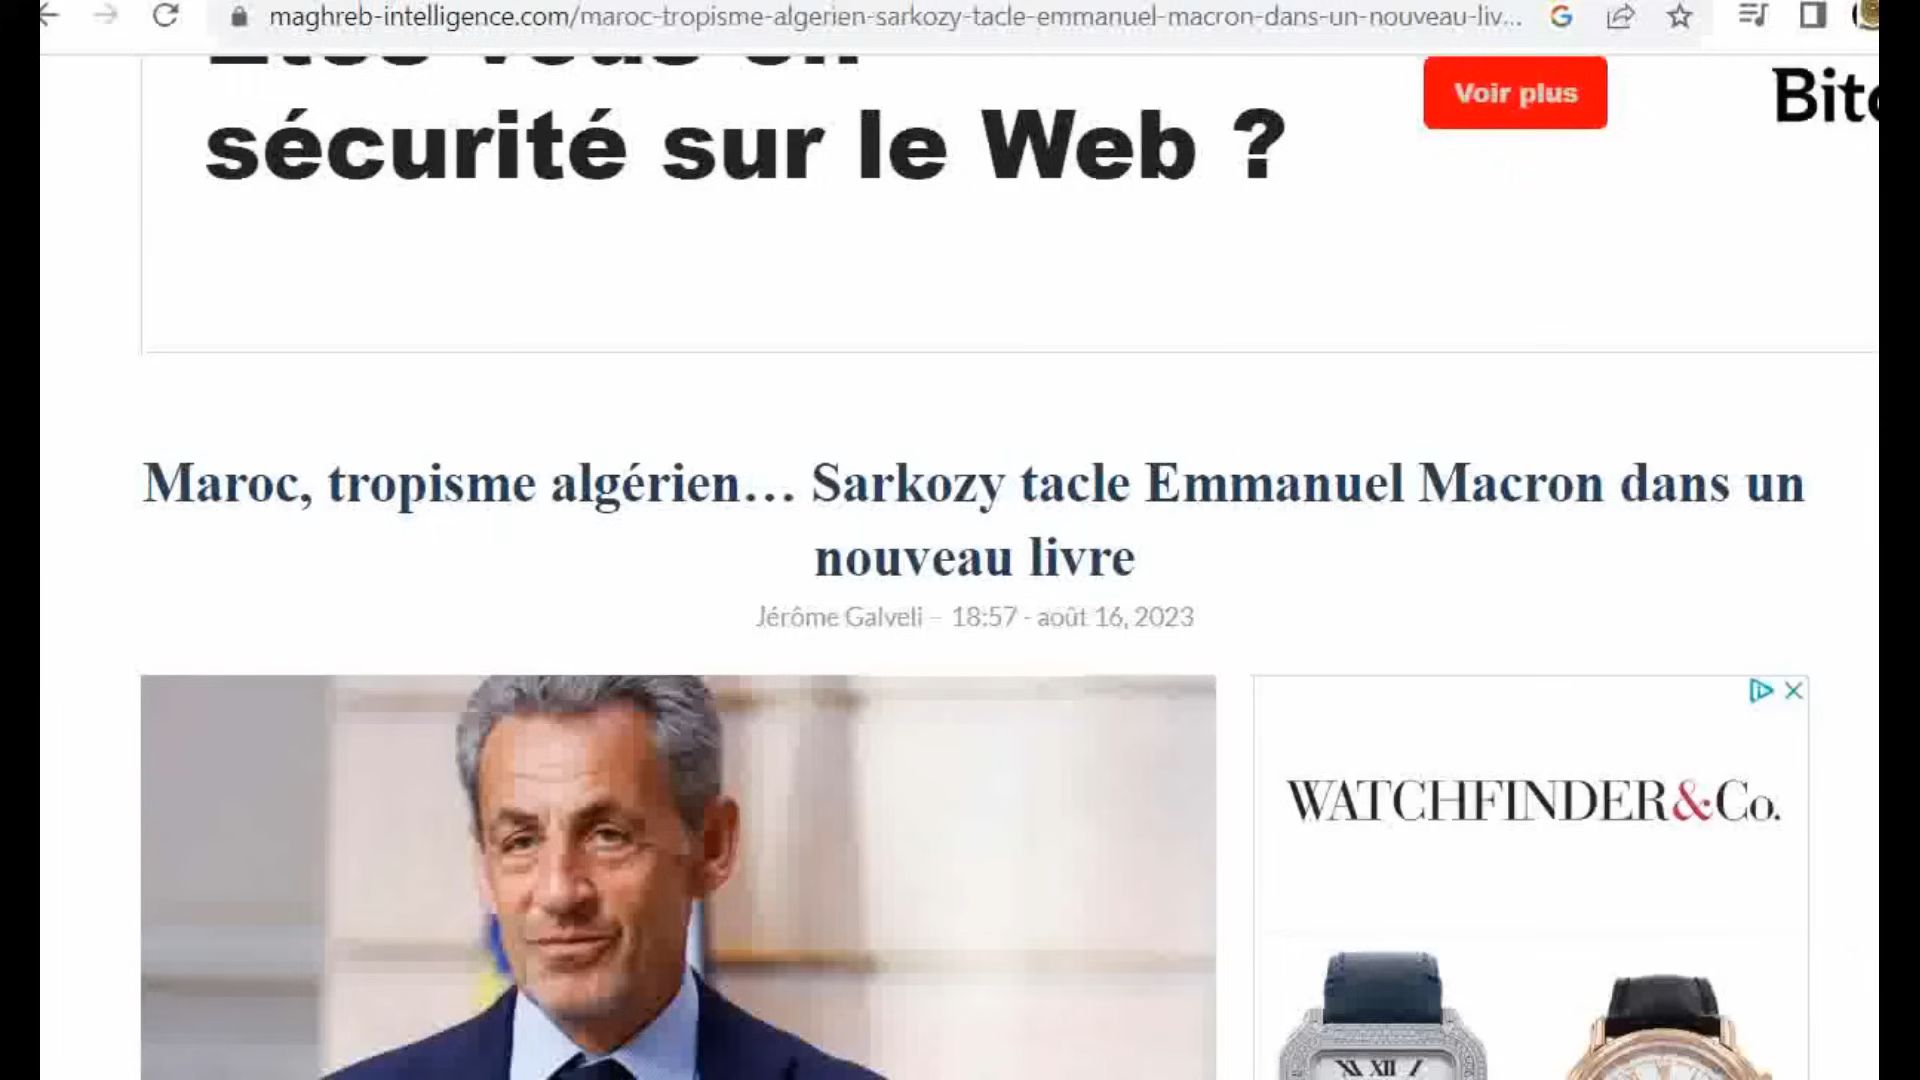 maghreb-intelligence.com/maroc-tropisme-algerien-sarkozy-tacle-emmanuel-macron-dans-un-nouveau-liv...
sécurité sur le Web ?
Voir plus
Maroc, tropisme algérien... Sarkozy tacle Emmanuel Macron dans un
nouveau livre
Jérôme Galveli – 18:57 - août 16, 2023
WATCHFINDER&Co.
XII